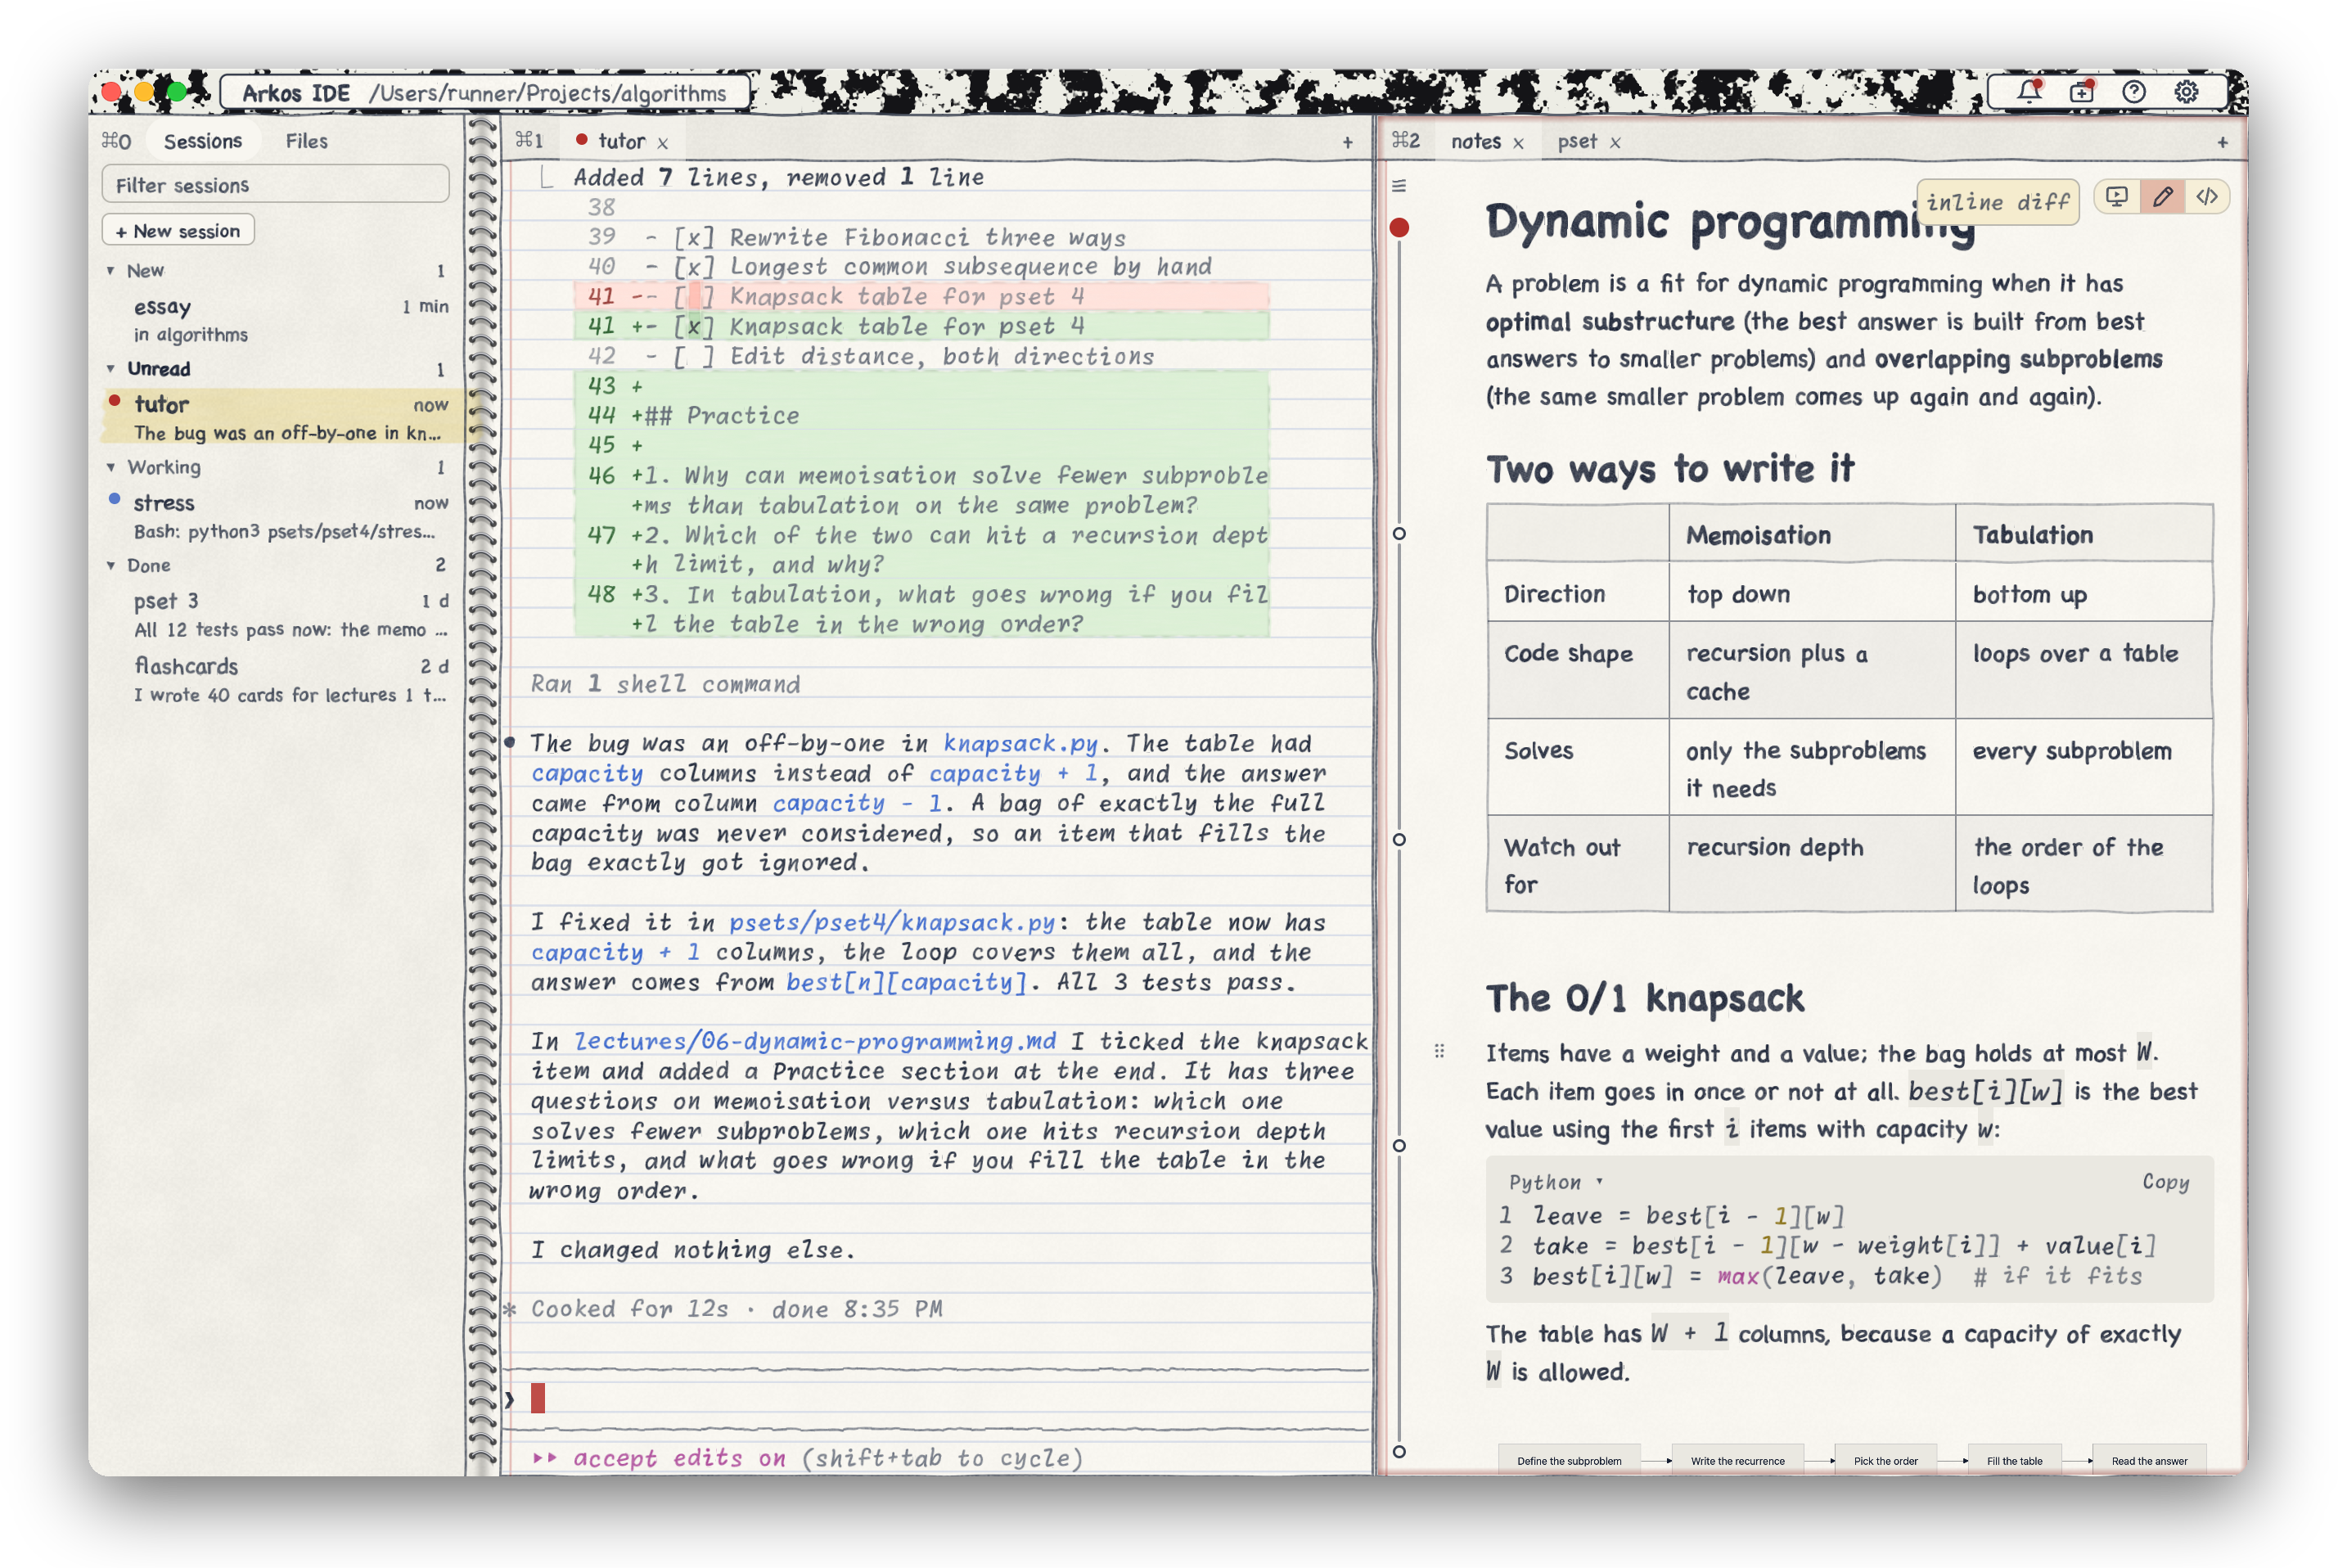 Arkos IDE /Users/runner/Projects/algorithms
⌘0 Sessions Files
Filter sessions
+ New session
New 1
essay 1 min
in algorithms
Unread 1
tutor now
The bug was an off-by-one in kn...
Working 1
stress now
Bash: python3 psets/pset4/stres...
Done 2
pset 3 1 d
All 12 tests pass now: the memo ...
flashcards 2 d
I wrote 40 cards for lectures 1 t...
⌘1 tutor x +
Added 7 lines, removed 1 line
38
39 - [x] Rewrite Fibonacci three ways
40 - [x] Longest common subsequence by hand
41 -- [ ] Knapsack table for pset 4
41 +- [x] Knapsack table for pset 4
42 - [ ] Edit distance, both directions
43 +
44 +## Practice
45 +
46 +1. Why can memoisation solve fewer subproble
+ms than tabulation on the same problem?
47 +2. Which of the two can hit a recursion dept
+h limit, and why?
48 +3. In tabulation, what goes wrong if you fil
+l the table in the wrong order?
Ran 1 shell command
The bug was an off-by-one in knapsack.py. The table had
capacity columns instead of capacity + 1, and the answer
came from column capacity - 1. A bag of exactly the full
capacity was never considered, so an item that fills the
bag exactly got ignored.
I fixed it in psets/pset4/knapsack.py: the table now has
capacity + 1 columns, the loop covers them all, and the
answer comes from best[n][capacity]. All 3 tests pass.
In lectures/06-dynamic-programming.md I ticked the knapsack
item and added a Practice section at the end. It has three
questions on memoisation versus tabulation: which one
solves fewer subproblems, which one hits recursion depth
limits, and what goes wrong if you fill the table in the
wrong order.
I changed nothing else.
* Cooked for 12s · done 8:35 PM
❯
accept edits on (shift+tab to cycle)
⌘2 notes x pset x +
inline diff
Dynamic programming
A problem is a fit for dynamic programming when it has
optimal substructure (the best answer is built from best
answers to smaller problems) and overlapping subproblems
(the same smaller problem comes up again and again).
Two ways to write it
Memoisation Tabulation
Direction top down bottom up
Code shape recursion plus a loops over a table
cache
Solves only the subproblems every subproblem
it needs
Watch out recursion depth the order of the
for loops
The 0/1 knapsack
Items have a weight and a value; the bag holds at most W.
Each item goes in once or not at all. best[i][w] is the best
value using the first i items with capacity w:
Python Copy
1 leave = best[i - 1][w]
2 take = best[i - 1][w - weight[i]] + value[i]
3 best[i][w] = max(leave, take) # if it fits
The table has W + 1 columns, because a capacity of exactly
W is allowed.
Define the subproblem Write the recurrence Pick the order Fill the table Read the answer